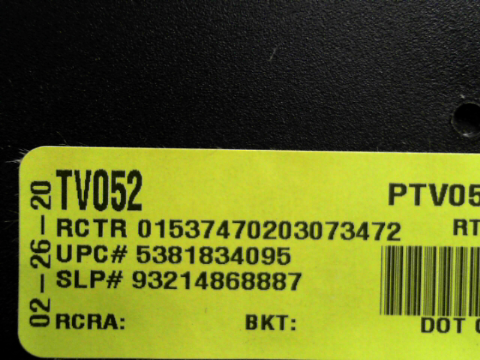 02-26-20
TV052 PTV05
RCTR 01537470203073472 RT
UPC# 5381834095
SLP# 93214868887
RCRA: BKT: DOT